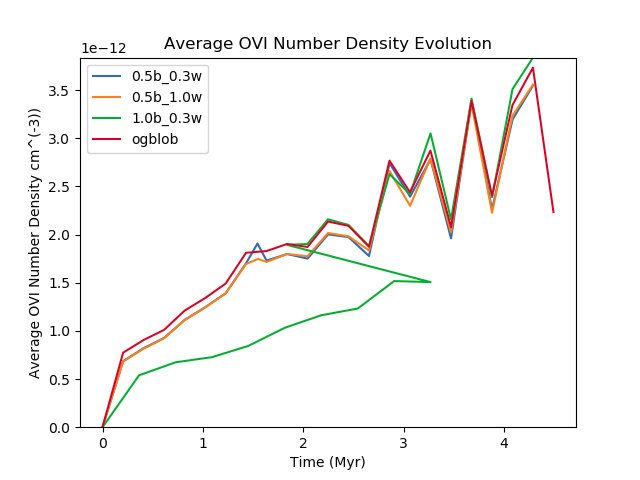 Average OVI Number Density Evolution
1e−12
0.5b_0.3w
0.5b_1.0w
1.0b_0.3w
ogblob
3.5
3.0
2.5
2.0
1.5
1.0
0.5
0.0
Average OVI Number Density cm^(-3))
0 1 2 3 4
Time (Myr)